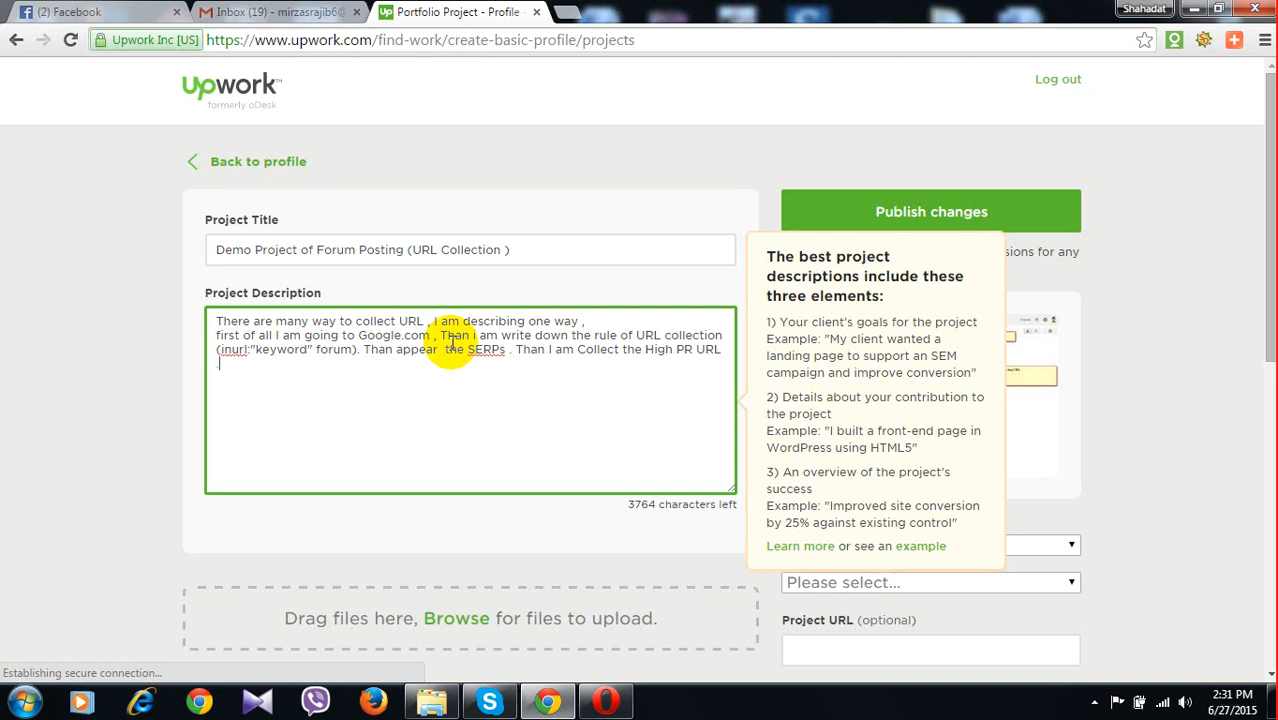 Facebook
Inbox (19) - mirzasrajib6@
Portfolio Project - Profile -
Shahadat
Upwork Inc [US]
https://www.upwork.com/find-work/create-basic-profile/projects
upwork™
formerly oDesk
Log out
Back to profile
Project Title
Demo Project of Forum Posting (URL Collection )
Project Description
There are many way to collect URL , I am describing one way ,
first of all I am going to Google.com , Than i am write down the rule of URL collection
(inurl:"keyword" forum). Than appear the SERPs . Than I am Collect the High PR URL
.
3764 characters left
Drag files here, Browse for files to upload.
Publish changes
sions for any
The best project
descriptions include these
three elements:
1) Your client's goals for the project
Example: "My client wanted a
landing page to support an SEM
campaign and improve conversion"
2) Details about your contribution to
the project
Example: "I built a front-end page in
WordPress using HTML5"
3) An overview of the project's
success
Example: "Improved site conversion
by 25% against existing control"
Learn more or see an example
Please select...
Project URL (optional)
Establishing secure connection...
2:31 PM
6/27/2015